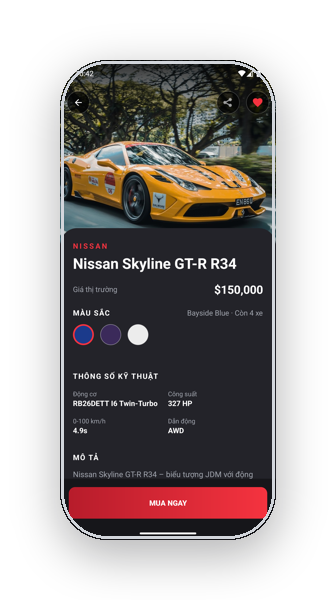 :42
NISSAN
Nissan Skyline GT-R R34
Giá thị trường
$150,000
MÀU SẮC
Bayside Blue · Còn 4 xe
THÔNG SỐ KỸ THUẬT
Động cơ
Công suất
RB26DETT I6 Twin-Turbo
327 HP
0-100 km/h
Dẫn động
4.9s
AWD
MÔ TẢ
Nissan Skyline GT-R R34 – biểu tượng JDM với động
MUA NGAY